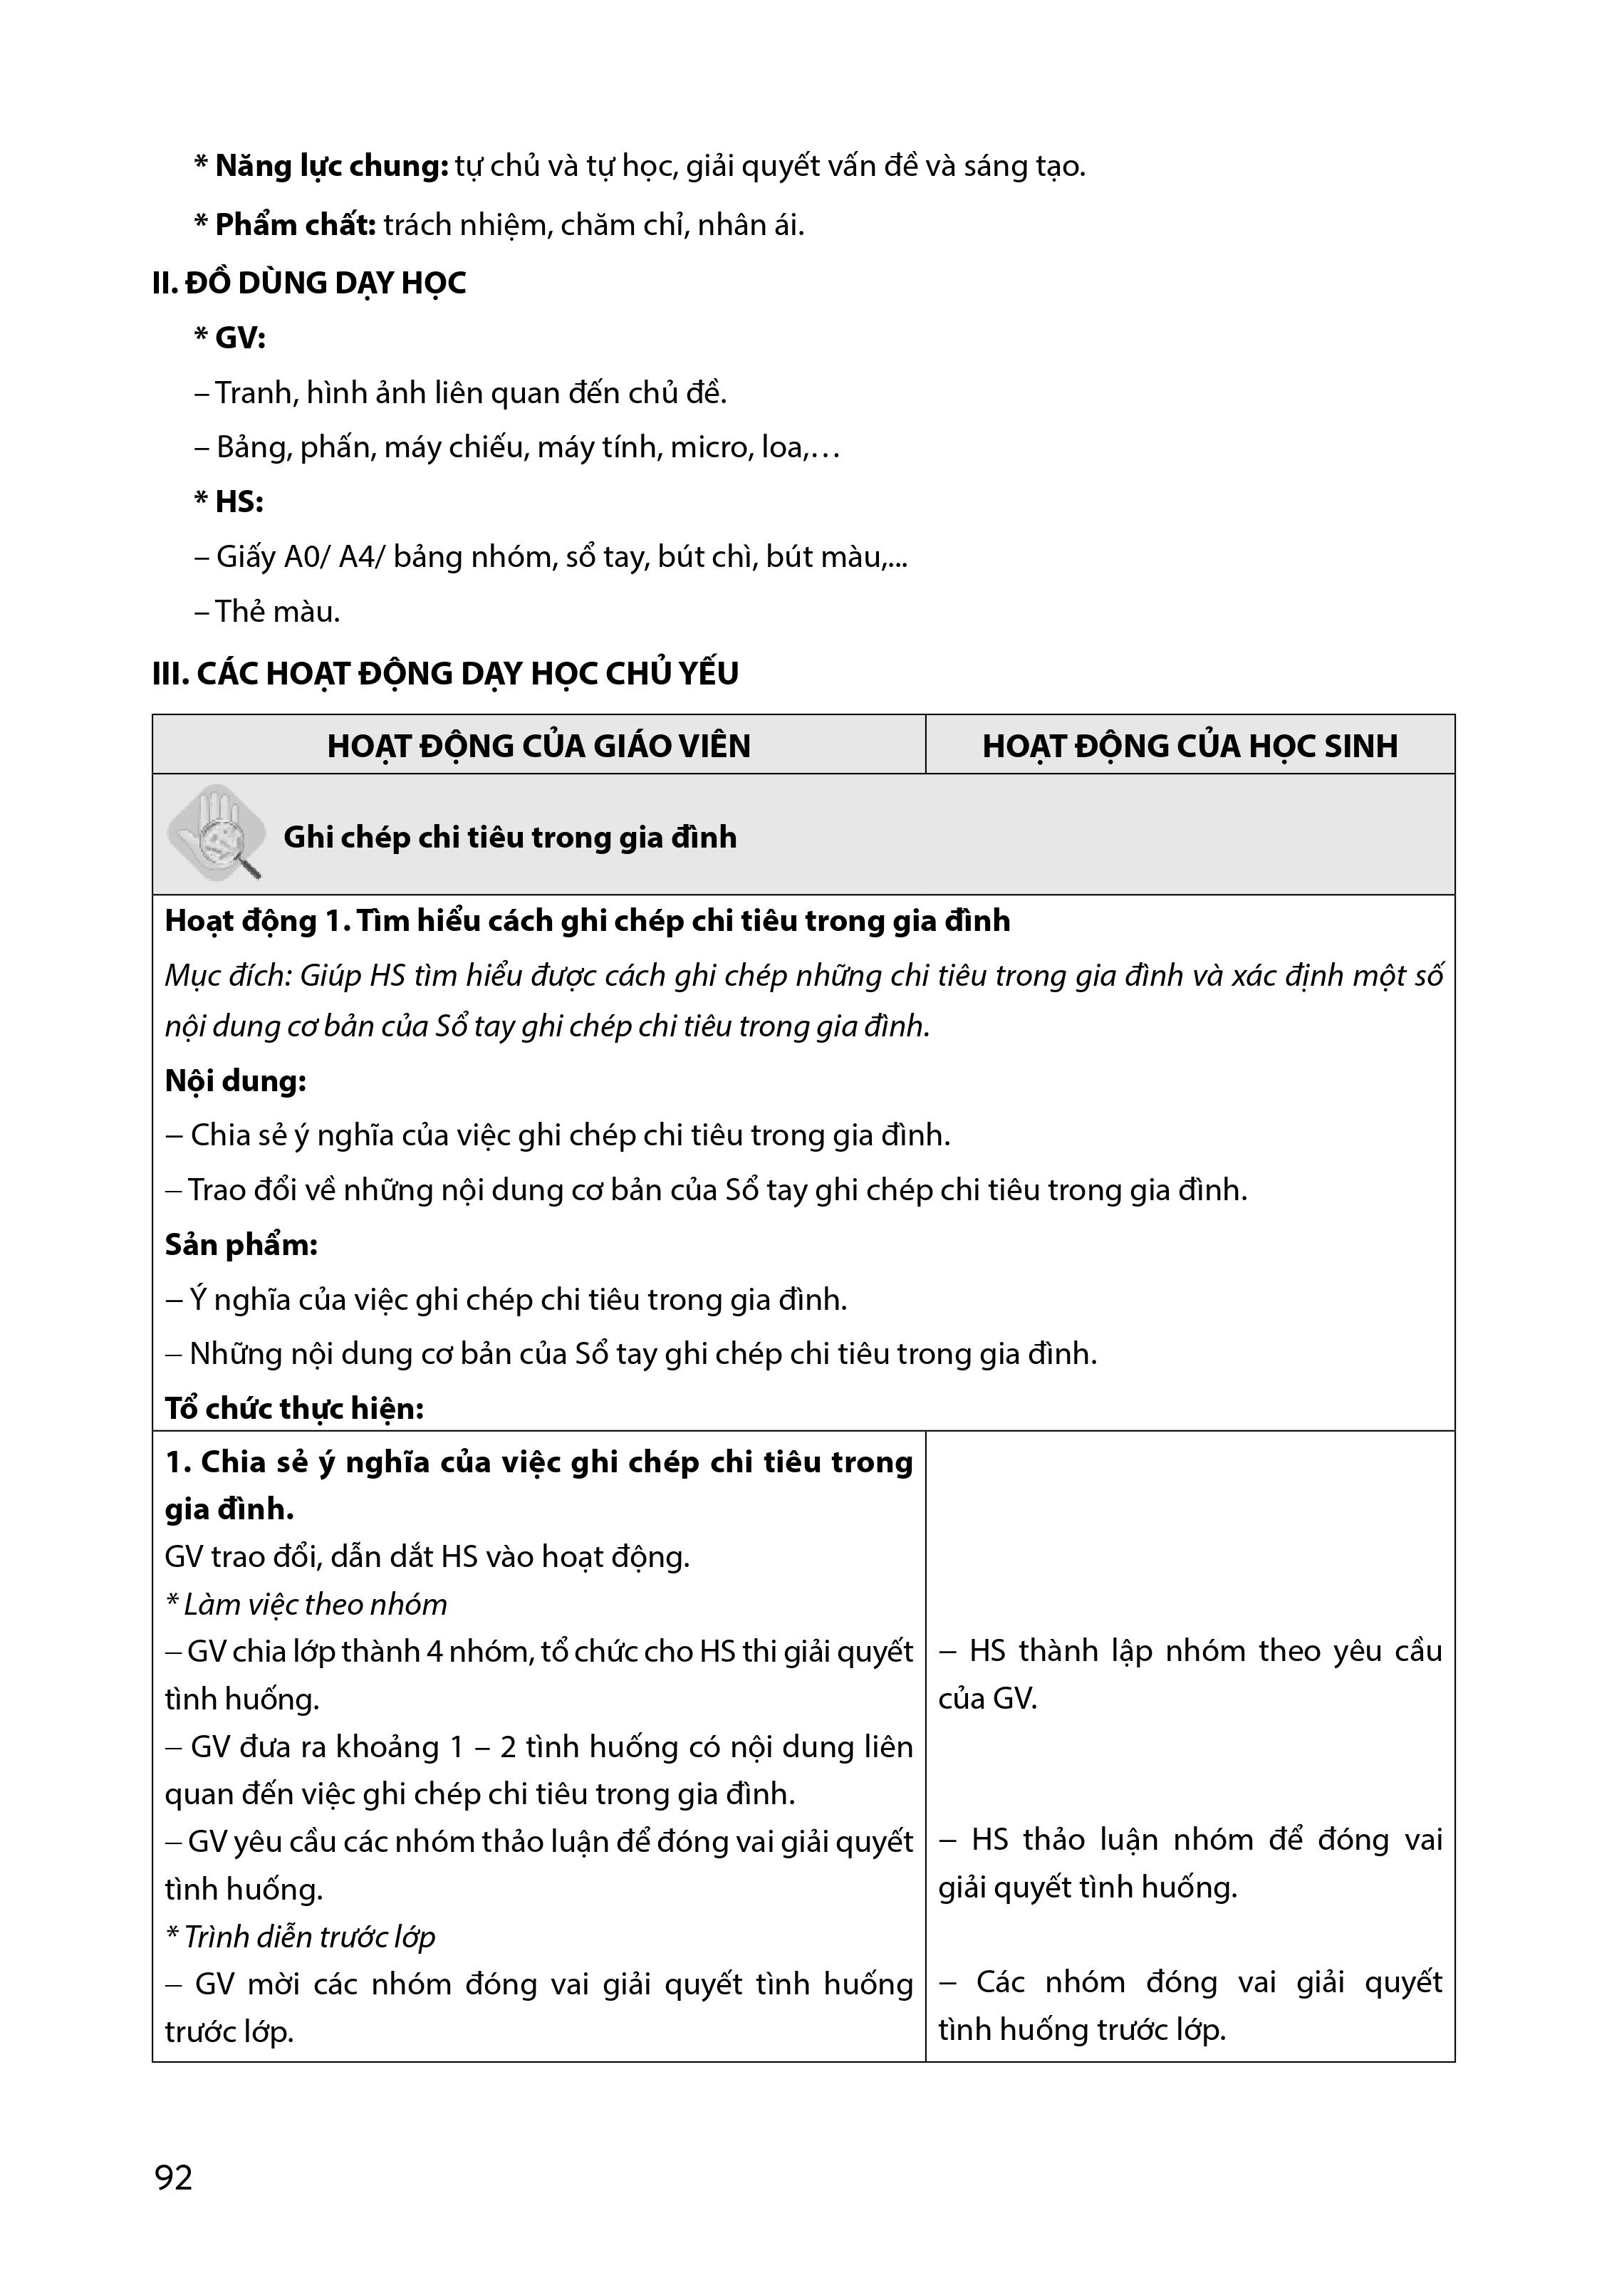 * Năng lực chung: tự chủ và tự học, giải quyết vấn đề và sáng tạo.
* Phẩm chất: trách nhiệm, chăm chỉ, nhân ái.
II. ĐỒ DÙNG DẠY HỌC
* GV:
– Tranh, hình ảnh liên quan đến chủ đề.
– Bảng, phấn, máy chiếu, máy tính, micro, loa,…
* HS:
– Giấy A0/ A4/ bảng nhóm, sổ tay, bút chì, bút màu,...
– Thẻ màu.
III. CÁC HOẠT ĐỘNG DẠY HỌC CHỦ YẾU
HOẠT ĐỘNG CỦA GIÁO VIÊN
HOẠT ĐỘNG CỦA HỌC SINH
Ghi chép chi tiêu trong gia đình
Hoạt động 1. Tìm hiểu cách ghi chép chi tiêu trong gia đình
Mục đích: Giúp HS tìm hiểu được cách ghi chép những chi tiêu trong gia đình và xác định một số
nội dung cơ bản của Sổ tay ghi chép chi tiêu trong gia đình.
Nội dung:
– Chia sẻ ý nghĩa của việc ghi chép chi tiêu trong gia đình.
– Trao đổi về những nội dung cơ bản của Sổ tay ghi chép chi tiêu trong gia đình.
Sản phẩm:
– Ý nghĩa của việc ghi chép chi tiêu trong gia đình.
– Những nội dung cơ bản của Sổ tay ghi chép chi tiêu trong gia đình.
Tổ chức thực hiện:
1. Chia sẻ ý nghĩa của việc ghi chép chi tiêu trong
gia đình.
GV trao đổi, dẫn dắt HS vào hoạt động.
* Làm việc theo nhóm
– GV chia lớp thành 4 nhóm, tổ chức cho HS thi giải quyết
tình huống.
– GV đưa ra khoảng 1 – 2 tình huống có nội dung liên
quan đến việc ghi chép chi tiêu trong gia đình.
– GV yêu cầu các nhóm thảo luận để đóng vai giải quyết
tình huống.
* Trình diễn trước lớp
– GV mời các nhóm đóng vai giải quyết tình huống
trước lớp.
– HS thành lập nhóm theo yêu cầu
của GV.
– HS thảo luận nhóm để đóng vai
giải quyết tình huống.
– Các nhóm đóng vai giải quyết
tình huống trước lớp.
92